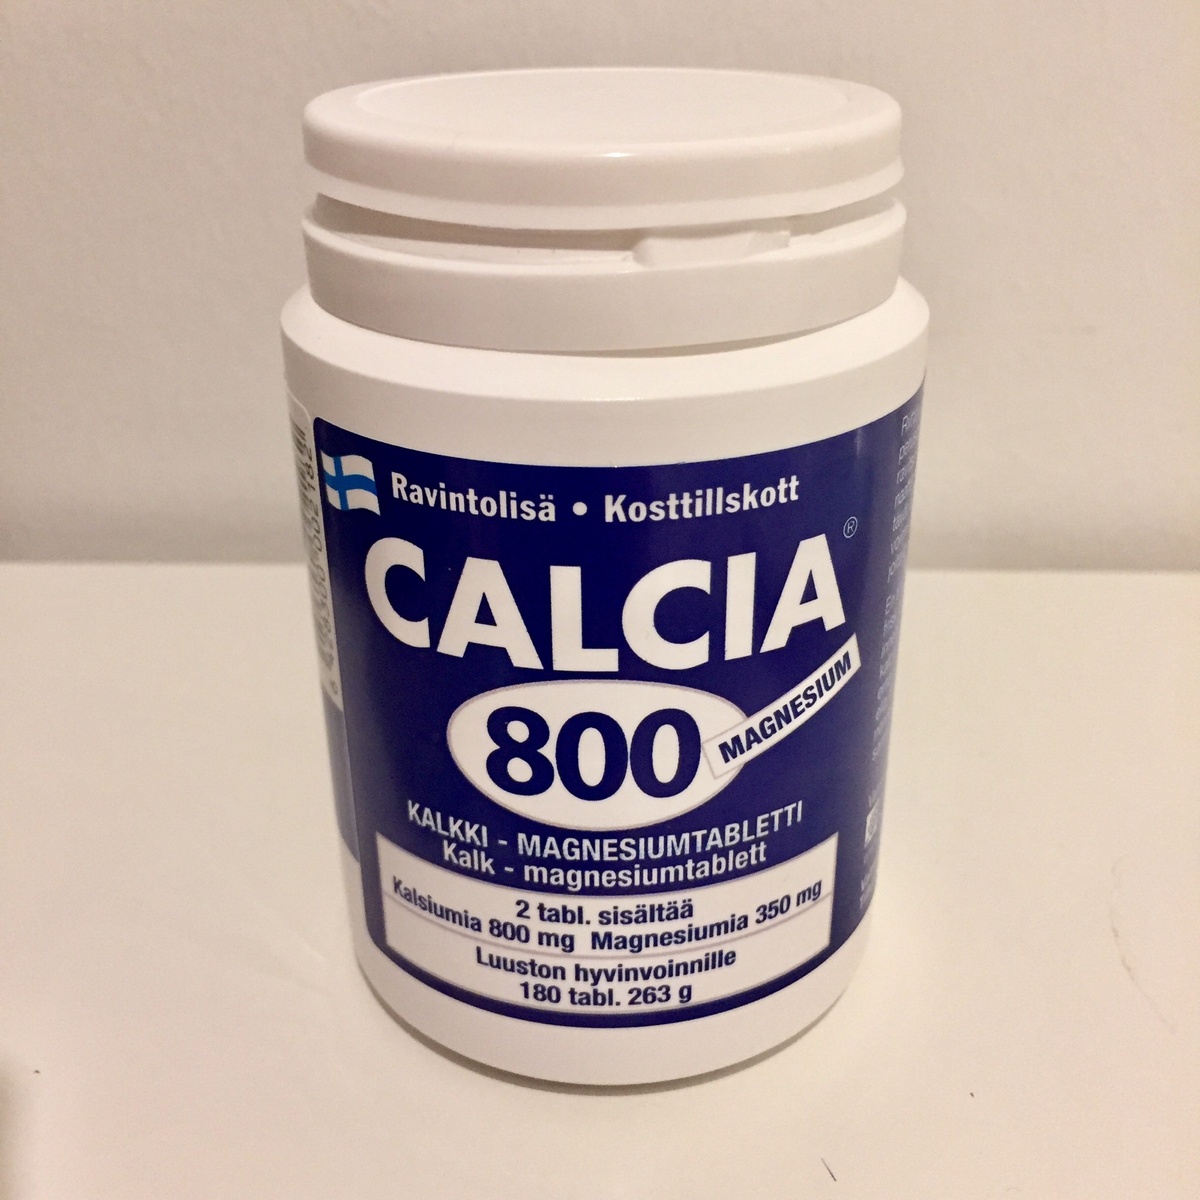 Ravintolisä • Kosttillskott
CALCIA®
800
MAGNESIUM
KALKKI - MAGNESIUMTABLETTI
Kalk - magnesiumtablett
2 tabl. sisältää
Kalsiumia 800 mg Magnesiumia 350 mg
Luuston hyvinvoinnille
180 tabl. 263 g